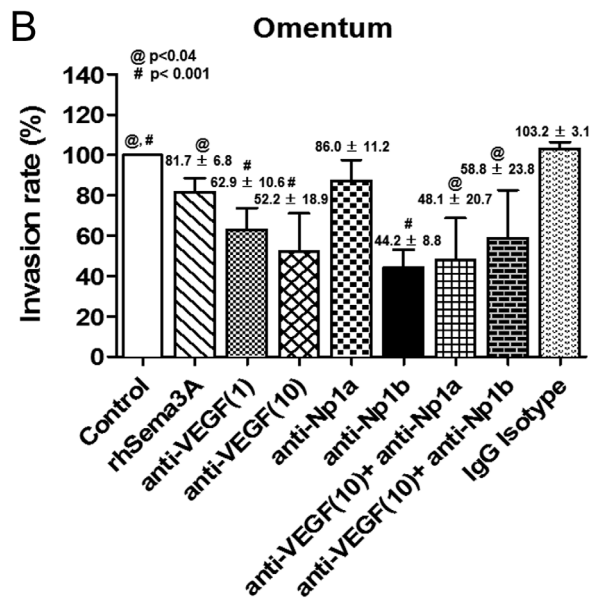 B
Omentum
@ p<0.04
# p< 0.001
Invasion rate (%)
140
120
100
80
60
40
20
0
@, #
@
81.7 ± 6.8
#
62.9 ± 10.6
#
52.2 ± 18.9
86.0 ± 11.2
#
44.2 ± 8.8
@
48.1 ± 20.7
@
58.8 ± 23.8
103.2 ± 3.1
Control
rhSema3A
anti-VEGF(1)
anti-VEGF(10)
anti-Np1a
anti-Np1b
anti-VEGF(10)+ anti-Np1a
anti-VEGF(10)+ anti-Np1b
IgG Isotype